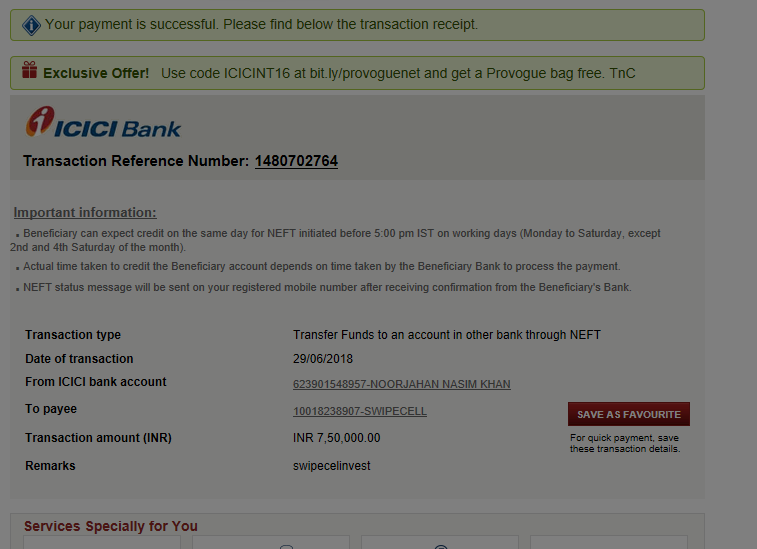 Your payment is successful. Please find below the transaction receipt.
Exclusive Offer! Use code ICICINT16 at bit.ly/provoguenet and get a Provogue bag free. TnC
ICICI Bank
Transaction Reference Number: 1480702764
Important information:
Beneficiary can expect credit on the same day for NEFT initiated before 5:00 pm IST on working days (Monday to Saturday, except
2nd and 4th Saturday of the month).
Actual time taken to credit the Beneficiary account depends on time taken by the Beneficiary Bank to process the payment.
NEFT status message will be sent on your registered mobile number after receiving confirmation from the Beneficiary's Bank.
Transaction type Transfer Funds to an account in other bank through NEFT
Date of transaction 29/06/2018
From ICICI bank account 623901548957-NOORJAHAN NASIM KHAN
To payee 10018238907-SWIPECELL
SAVE AS FAVOURITE
Transaction amount (INR) INR 7,50,000.00
For quick payment, save
these transaction details.
Remarks swipecelinvest
Services Specially for You